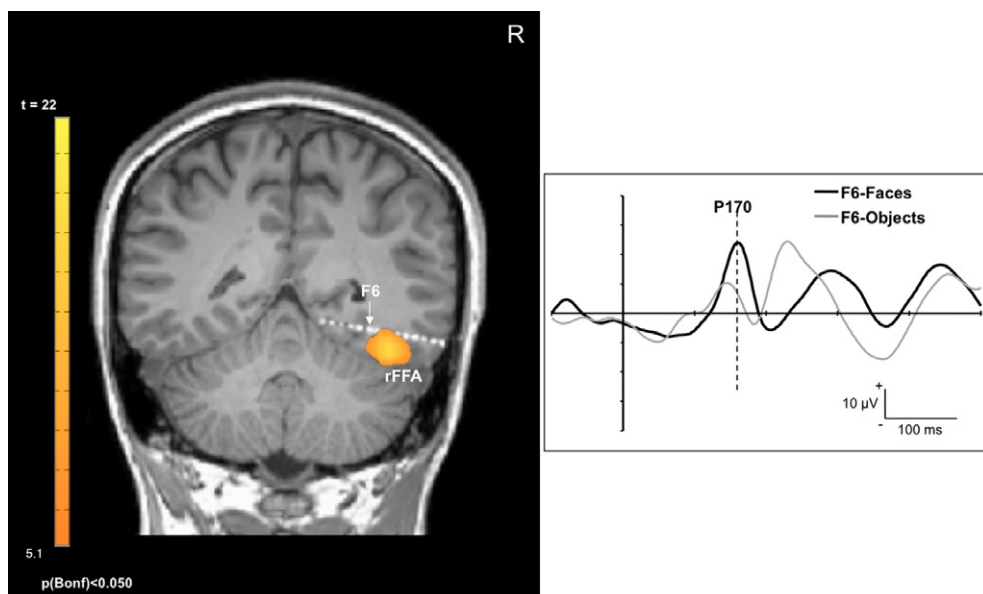 R
t = 22
F6
rFFA
5.1
p(Bonf)<0.050
P170
F6-Faces
F6-Objects
+
10 µV
-
100 ms